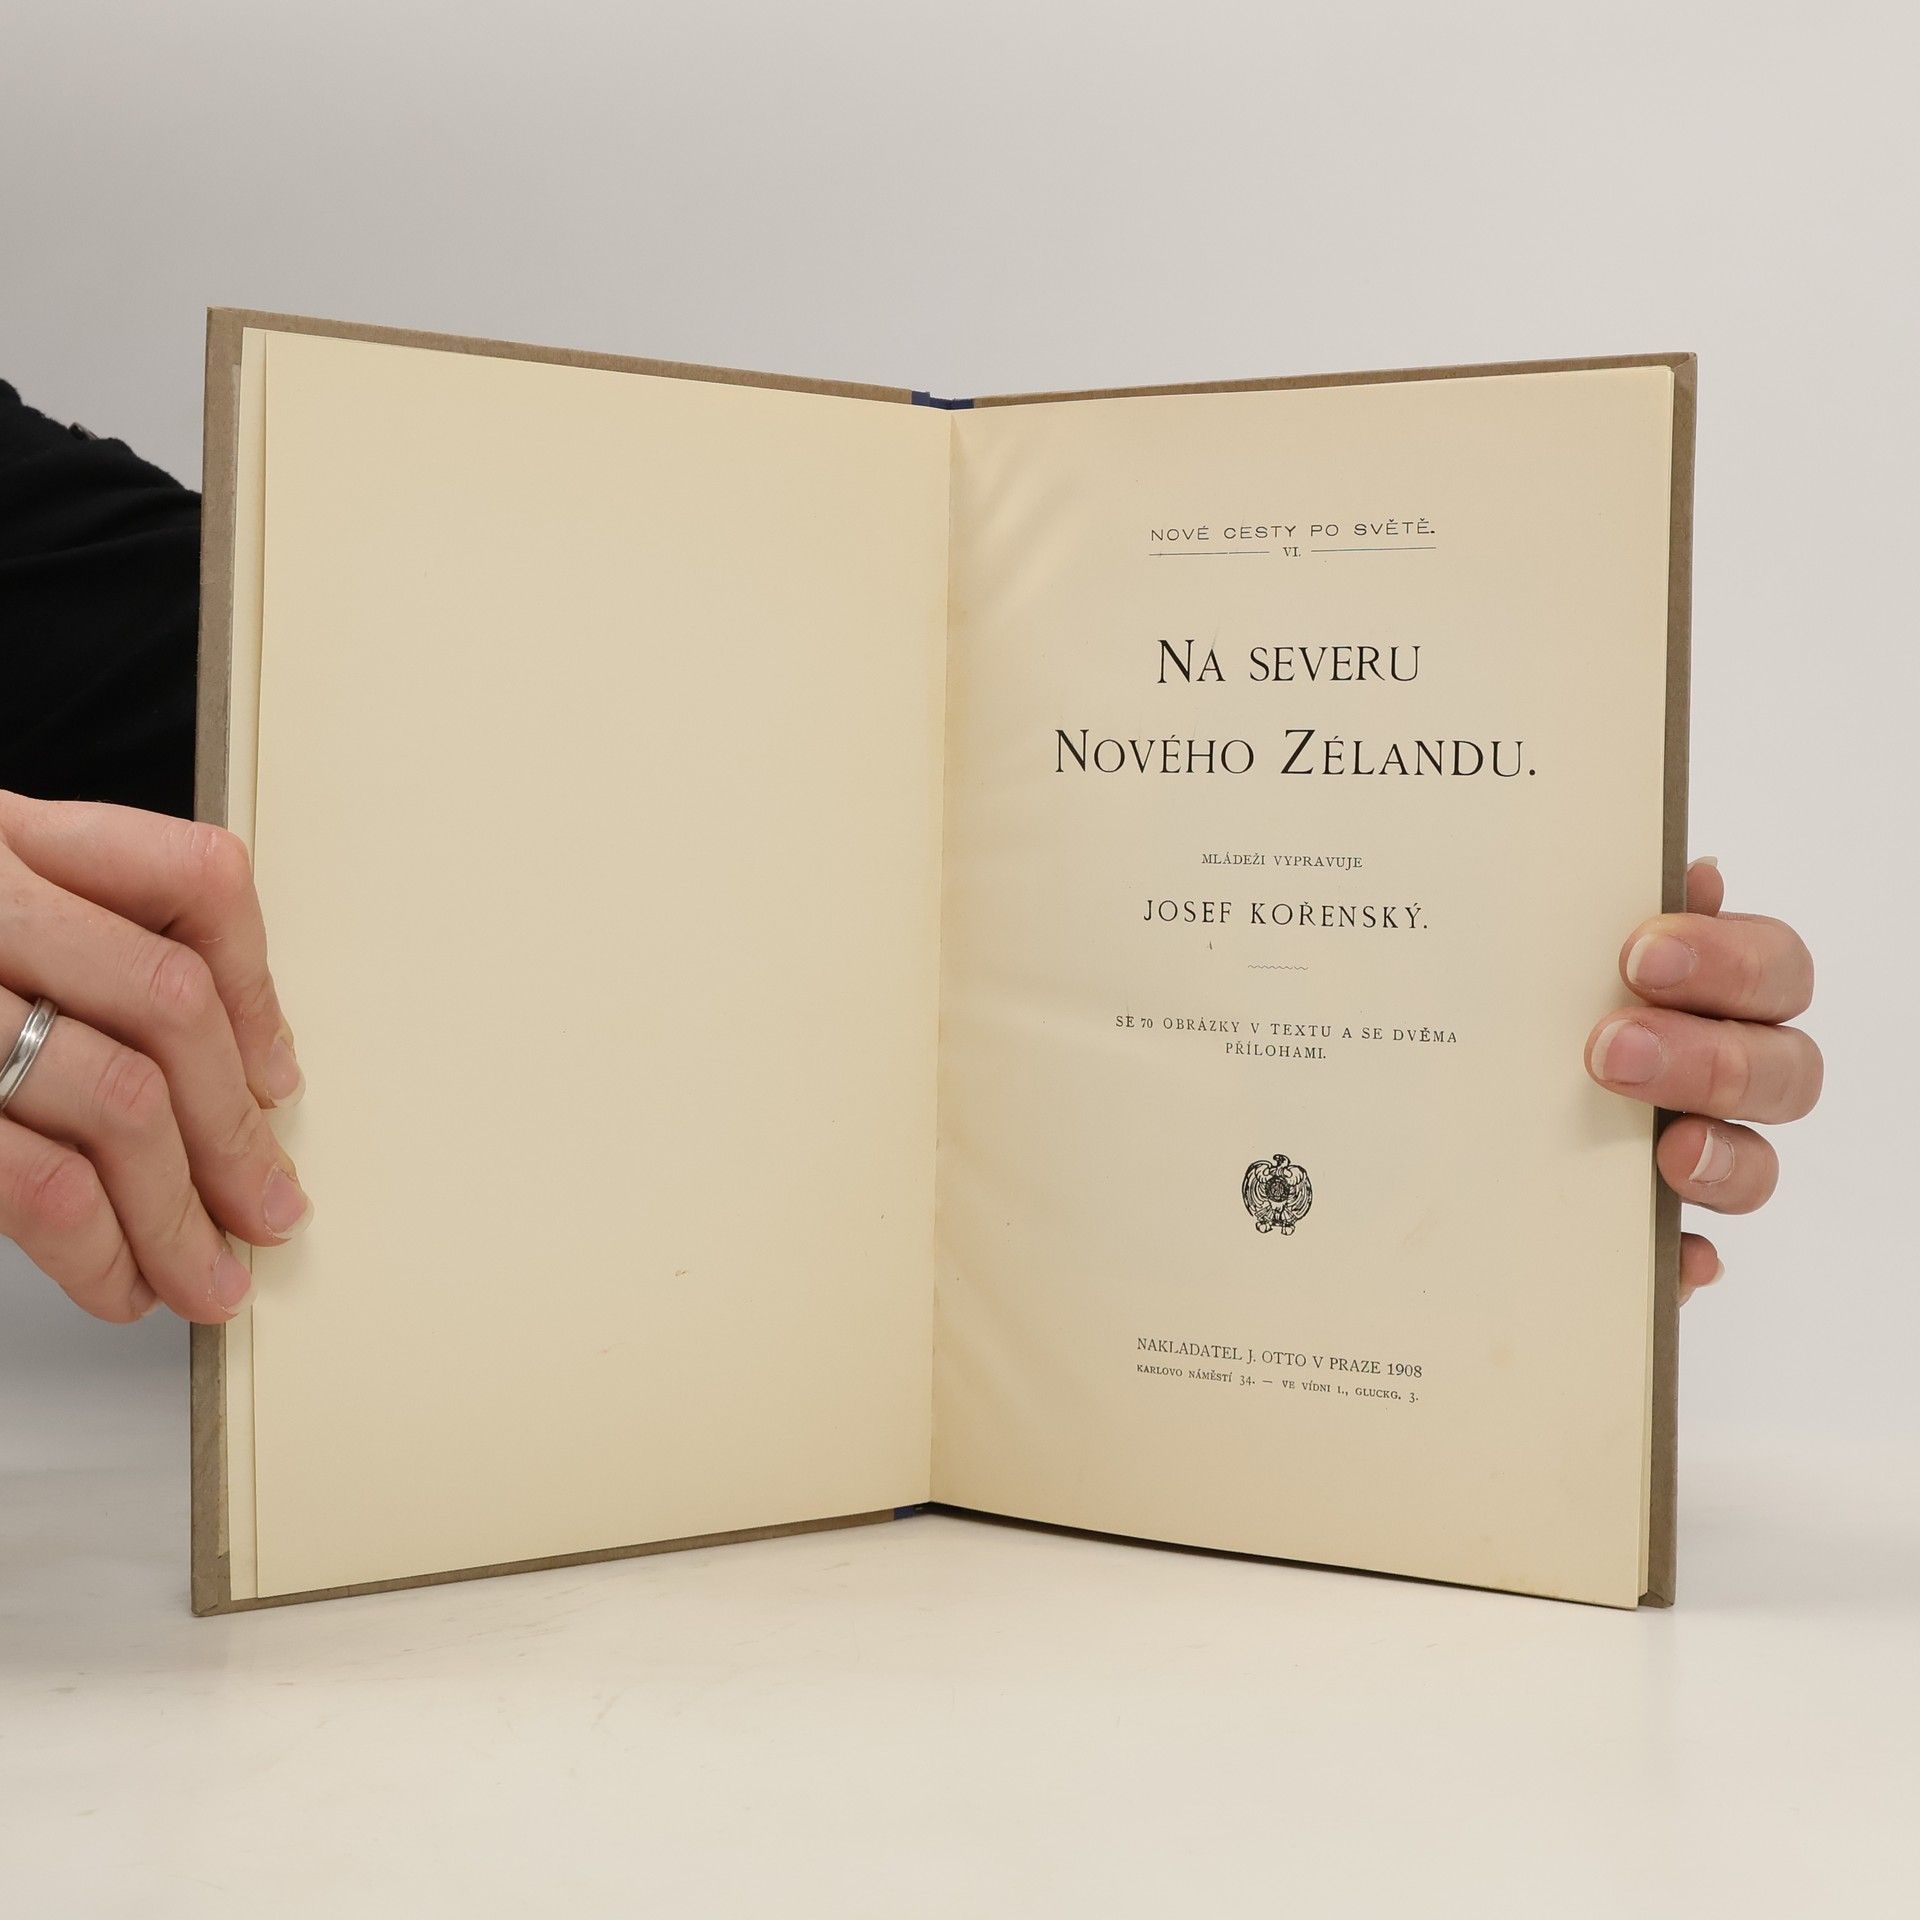 NOVÉ CESTY PO SVĚTĚ.
VI.
NA SEVERU
NOVÉHO ZÉLANDU.
MLÁDEŽI VYPRAVUJE
JOSEF KOŘENSKÝ.
SE 70 OBRÁZKY V TEXTU A SE DVĚMA
PŘÍLOHAMI.
NAKLADATEL J. OTTO V PRAZE 1908
KARLOVO NÁMĚSTÍ 34. — VE VÍDNI I., GLUCKG. 3.